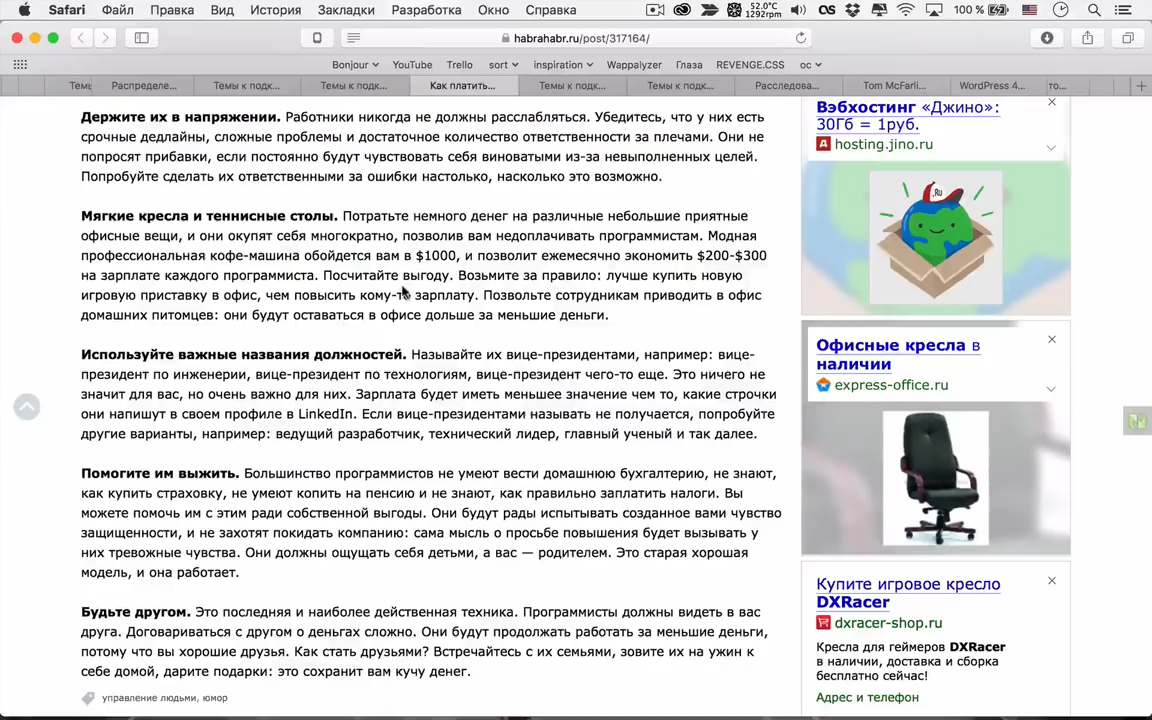 Safari Файл Правка Вид История Закладки Разработка Окно Справка 52.0°C 1292rpm 100 %
habrahabr.ru/post/317164/
Bonjour YouTube Trello sort inspiration Wappalyzer Глаза REVENGE.CSS ос
Темы Распределе... Темы к подк... Темы к подк... Как платить... Темы к подк... Темы к подк... Расследова... Tom McFarli... WordPress 4... то...
Держите их в напряжении. Работники никогда не должны расслабляться. Убедитесь, что у них есть
срочные дедлайны, сложные проблемы и достаточное количество ответственности за плечами. Они не
попросят прибавки, если постоянно будут чувствовать себя виноватыми из-за невыполненных целей.
Попробуйте сделать их ответственными за ошибки настолько, насколько это возможно.
Мягкие кресла и теннисные столы. Потратьте немного денег на различные небольшие приятные
офисные вещи, и они окупят себя многократно, позволив вам недоплачивать программистам. Модная
профессиональная кофе-машина обойдется вам в $1000, и позволит ежемесячно экономить $200-$300
на зарплате каждого программиста. Посчитайте выгоду. Возьмите за правило: лучше купить новую
игровую приставку в офис, чем повысить кому-то зарплату. Позвольте сотрудникам приводить в офис
домашних питомцев: они будут оставаться в офисе дольше за меньшие деньги.
Используйте важные названия должностей. Называйте их вице-президентами, например: вице-
президент по инженерии, вице-президент по технологиям, вице-президент чего-то еще. Это ничего не
значит для вас, но очень важно для них. Зарплата будет иметь меньшее значение чем то, какие строчки
они напишут в своем профиле в LinkedIn. Если вице-президентами называть не получается, попробуйте
другие варианты, например: ведущий разработчик, технический лидер, главный ученый и так далее.
Помогите им выжить. Большинство программистов не умеют вести домашнюю бухгалтерию, не знают,
как купить страховку, не умеют копить на пенсию и не знают, как правильно заплатить налоги. Вы
можете помочь им с этим ради собственной выгоды. Они будут рады испытывать созданное вами чувство
защищенности, и не захотят покидать компанию: сама мысль о просьбе повышения будет вызывать у
них тревожные чувства. Они должны ощущать себя детьми, а вас — родителем. Это старая хорошая
модель, и она работает.
Будьте другом. Это последняя и наиболее действенная техника. Программисты должны видеть в вас
друга. Договариваться с другом о деньгах сложно. Они будут продолжать работать за меньшие деньги,
потому что вы хорошие друзья. Как стать друзьями? Встречайтесь с их семьями, зовите их на ужин к
себе домой, дарите подарки: это сохранит вам кучу денег.
управление людьми, юмор
Вэбхостинг «Джино»:
30Гб = 1руб.
hosting.jino.ru
.RU
Офисные кресла в
наличии
express-office.ru
Купите игровое кресло
DXRacer
dxracer-shop.ru
Кресла для геймеров DXRacer
в наличии, доставка и сборка
бесплатно сейчас!
Адрес и телефон